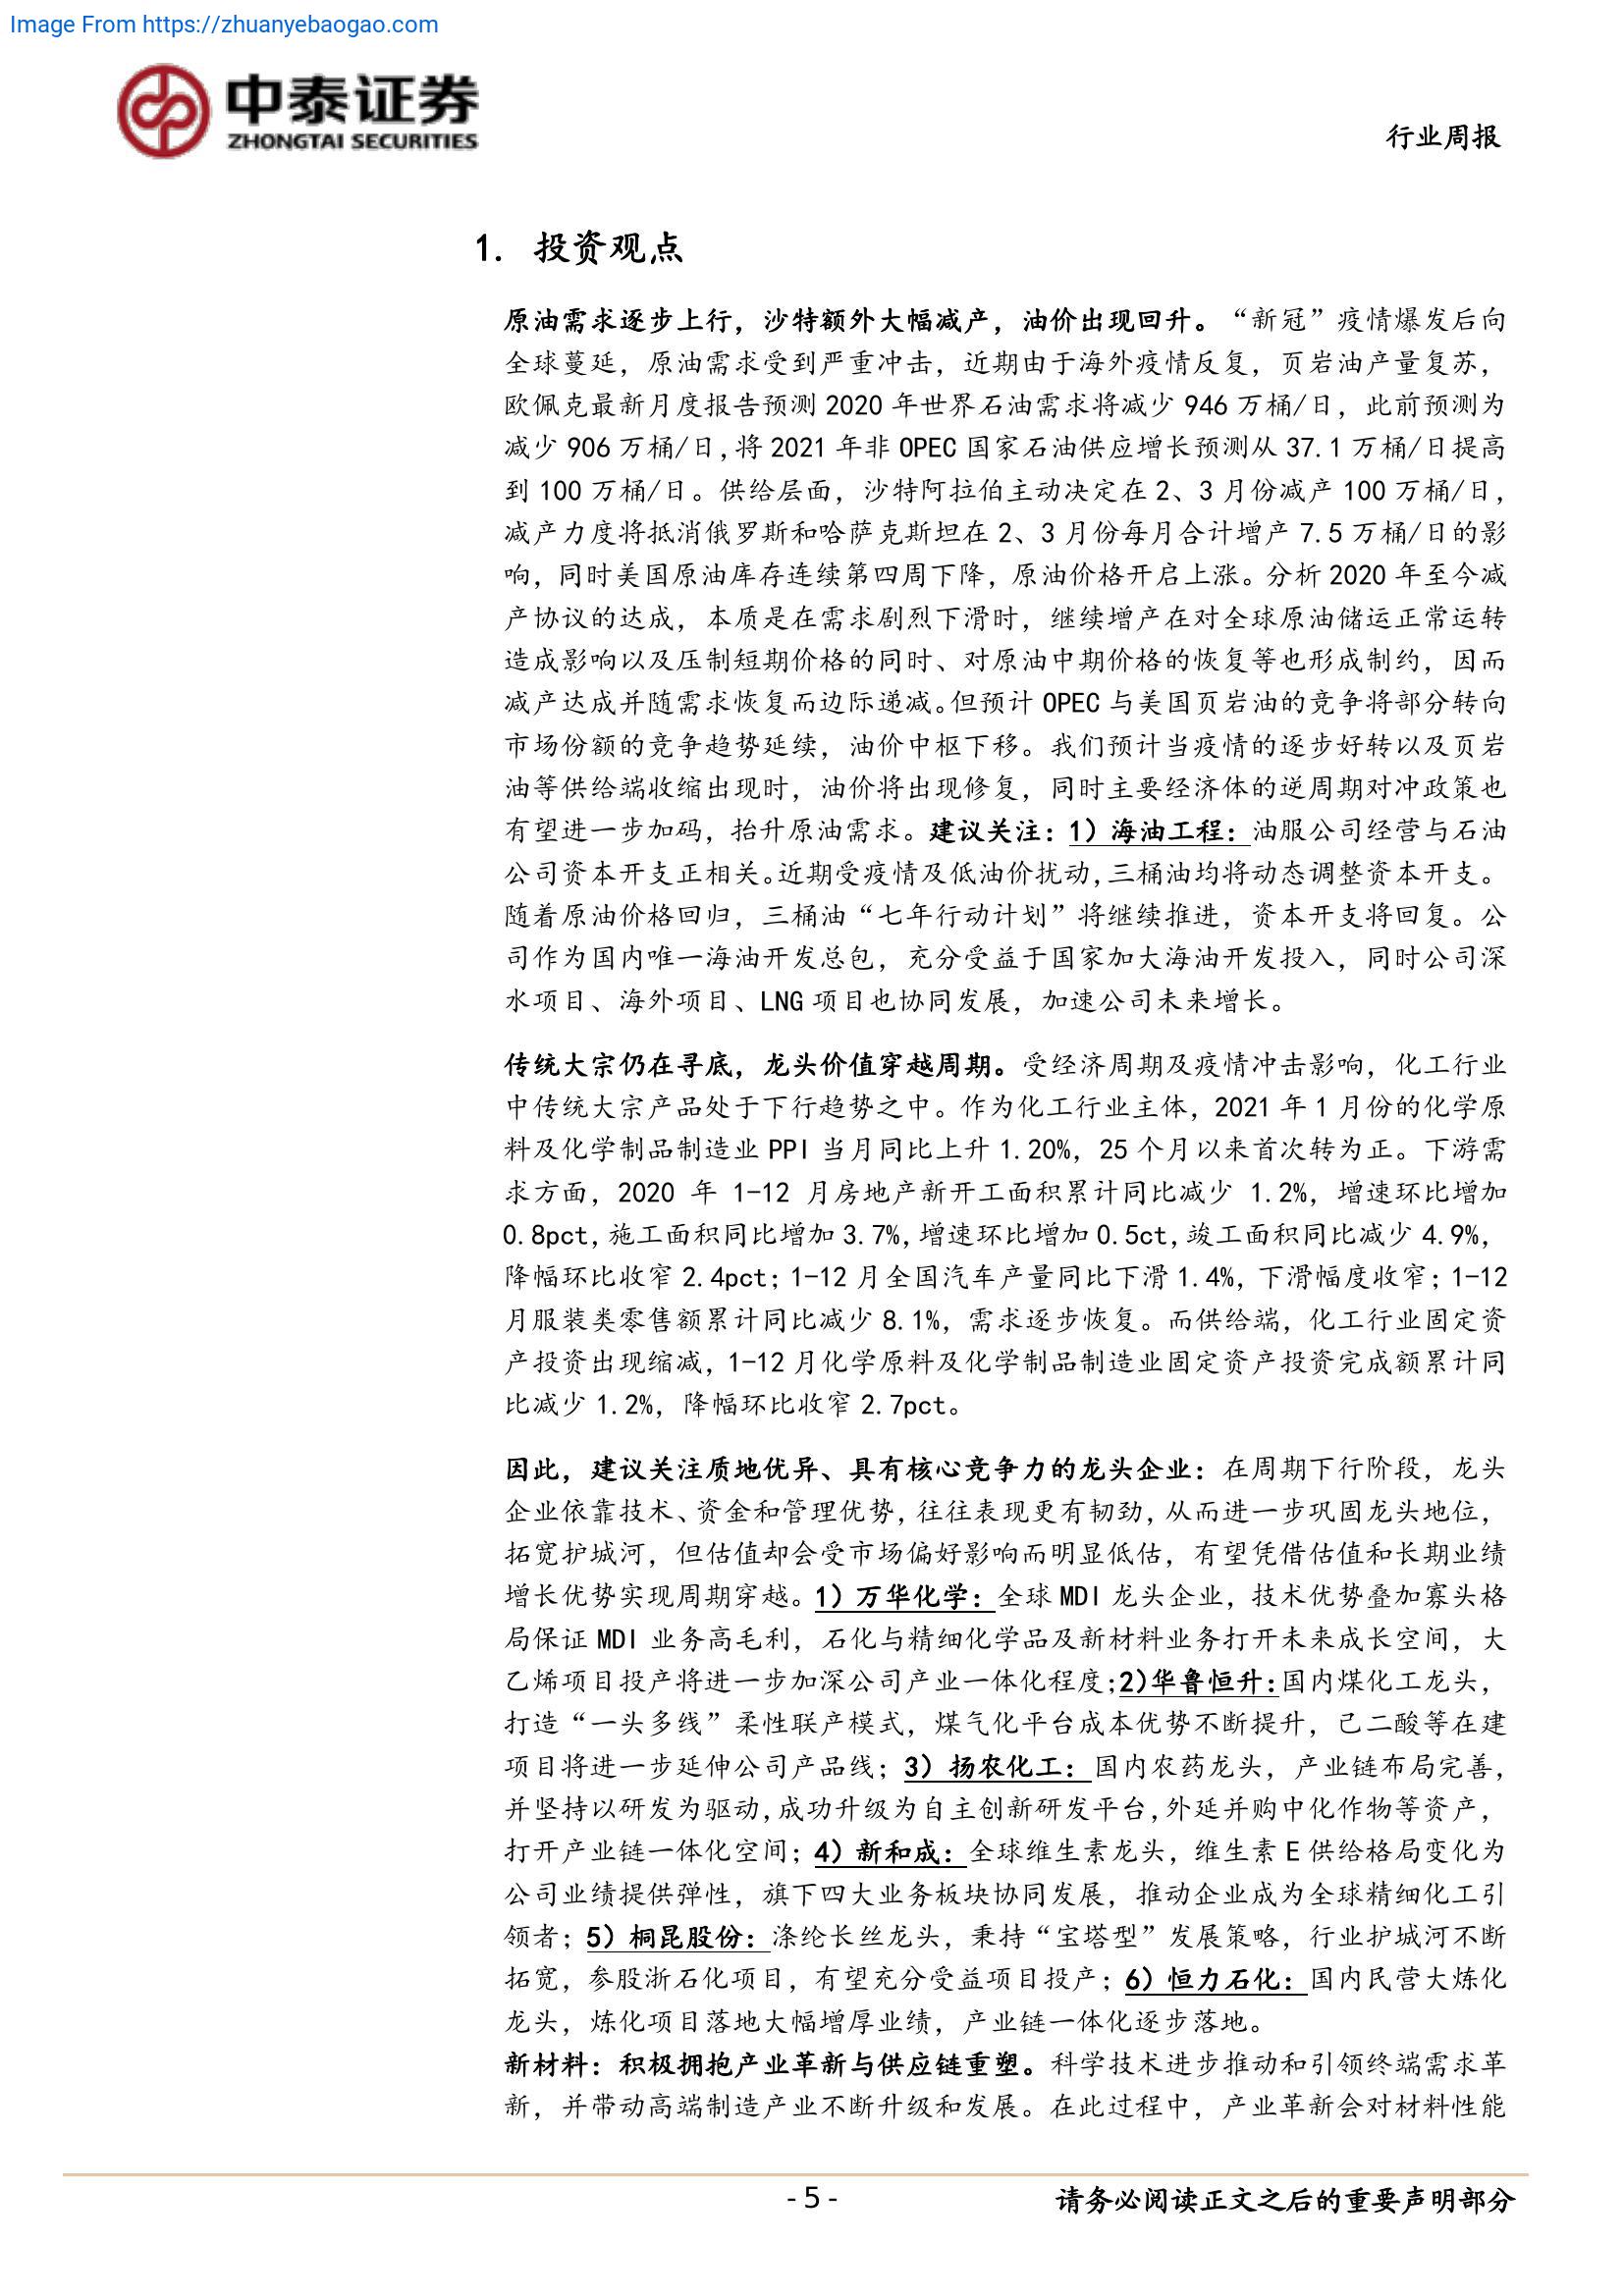 Image From https://zhuanyebaogao.com
中泰证券
ZHONGTAI SECURITIES
行业周报
1. 投资观点
原油需求逐步上行，沙特额外大幅减产，油价出现回升。“新冠”疫情爆发后向
全球蔓延，原油需求受到严重冲击，近期由于海外疫情反复，页岩油产量复苏，
欧佩克最新月度报告预测 2020 年世界石油需求将减少 946 万桶/日，此前预测为
减少 906 万桶/日,将 2021 年非 OPEC 国家石油供应增长预测从 37.1 万桶/日提高
到 100 万桶/日。供给层面，沙特阿拉伯主动决定在 2、3 月份减产 100 万桶/日，
减产力度将抵消俄罗斯和哈萨克斯坦在 2、3 月份每月合计增产 7.5 万桶/日的影
响，同时美国原油库存连续第四周下降，原油价格开启上涨。分析 2020 年至今减
产协议的达成，本质是在需求剧烈下滑时，继续增产在对全球原油储运正常运转
造成影响以及压制短期价格的同时、对原油中期价格的恢复等也形成制约，因而
减产达成并随需求恢复而边际递减。但预计 OPEC 与美国页岩油的竞争将部分转向
市场份额的竞争趋势延续，油价中枢下移。我们预计当疫情的逐步好转以及页岩
油等供给端收缩出现时，油价将出现修复，同时主要经济体的逆周期对冲政策也
有望进一步加码，抬升原油需求。建议关注：1）海油工程：油服公司经营与石油
公司资本开支正相关。近期受疫情及低油价扰动,三桶油均将动态调整资本开支。
随着原油价格回归，三桶油“七年行动计划”将继续推进，资本开支将回复。公
司作为国内唯一海油开发总包，充分受益于国家加大海油开发投入，同时公司深
水项目、海外项目、LNG 项目也协同发展，加速公司未来增长。
传统大宗仍在寻底，龙头价值穿越周期。受经济周期及疫情冲击影响，化工行业
中传统大宗产品处于下行趋势之中。作为化工行业主体，2021 年 1 月份的化学原
料及化学制品制造业 PPI 当月同比上升 1.20%，25 个月以来首次转为正。下游需
求方面，2020 年 1-12 月房地产新开工面积累计同比减少 1.2%，增速环比增加
0.8pct,施工面积同比增加 3.7%,增速环比增加 0.5ct,竣工面积同比减少 4.9%，
降幅环比收窄 2.4pct；1-12 月全国汽车产量同比下滑 1.4%，下滑幅度收窄；1-12
月服装类零售额累计同比减少 8.1%，需求逐步恢复。而供给端，化工行业固定资
产投资出现缩减，1-12 月化学原料及化学制品制造业固定资产投资完成额累计同
比减少 1.2%，降幅环比收窄 2.7pct。
因此，建议关注质地优异、具有核心竞争力的龙头企业：在周期下行阶段，龙头
企业依靠技术、资金和管理优势,往往表现更有韧劲,从而进一步巩固龙头地位，
拓宽护城河，但估值却会受市场偏好影响而明显低估，有望凭借估值和长期业绩
增长优势实现周期穿越。1）万华化学：全球 MDI 龙头企业，技术优势叠加寡头格
局保证 MDI 业务高毛利，石化与精细化学品及新材料业务打开未来成长空间，大
乙烯项目投产将进一步加深公司产业一体化程度;2)华鲁恒升:国内煤化工龙头，
打造“一头多线”柔性联产模式，煤气化平台成本优势不断提升，己二酸等在建
项目将进一步延伸公司产品线；3）扬农化工：国内农药龙头，产业链布局完善，
并坚持以研发为驱动,成功升级为自主创新研发平台,外延并购中化作物等资产，
打开产业链一体化空间；4）新和成：全球维生素龙头，维生素 E 供给格局变化为
公司业绩提供弹性，旗下四大业务板块协同发展，推动企业成为全球精细化工引
领者；5）桐昆股份：涤纶长丝龙头，秉持“宝塔型”发展策略，行业护城河不断
拓宽，参股浙石化项目，有望充分受益项目投产；6）恒力石化：国内民营大炼化
龙头，炼化项目落地大幅增厚业绩，产业链一体化逐步落地。
新材料：积极拥抱产业革新与供应链重塑。科学技术进步推动和引领终端需求革
新，并带动高端制造产业不断升级和发展。在此过程中，产业革新会对材料性能
- 5 -
请务必阅读正文之后的重要声明部分